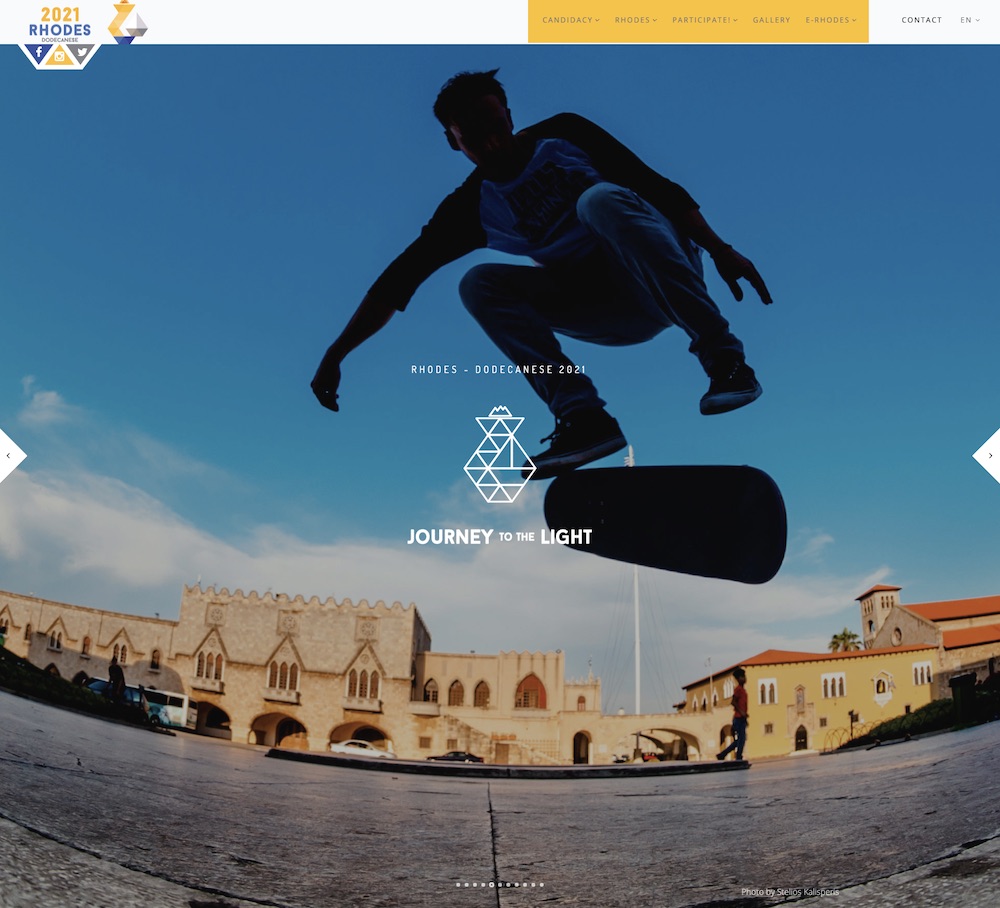 2021
RHODES
DODECANESE
CANDIDACY
RHODES
PARTICIPATE!
GALLERY
E-RHODES
CONTACT
EN
RHODES - DODECANESE 2021
JOURNEY TO THE LIGHT
Photo by Stelios Kalisperis